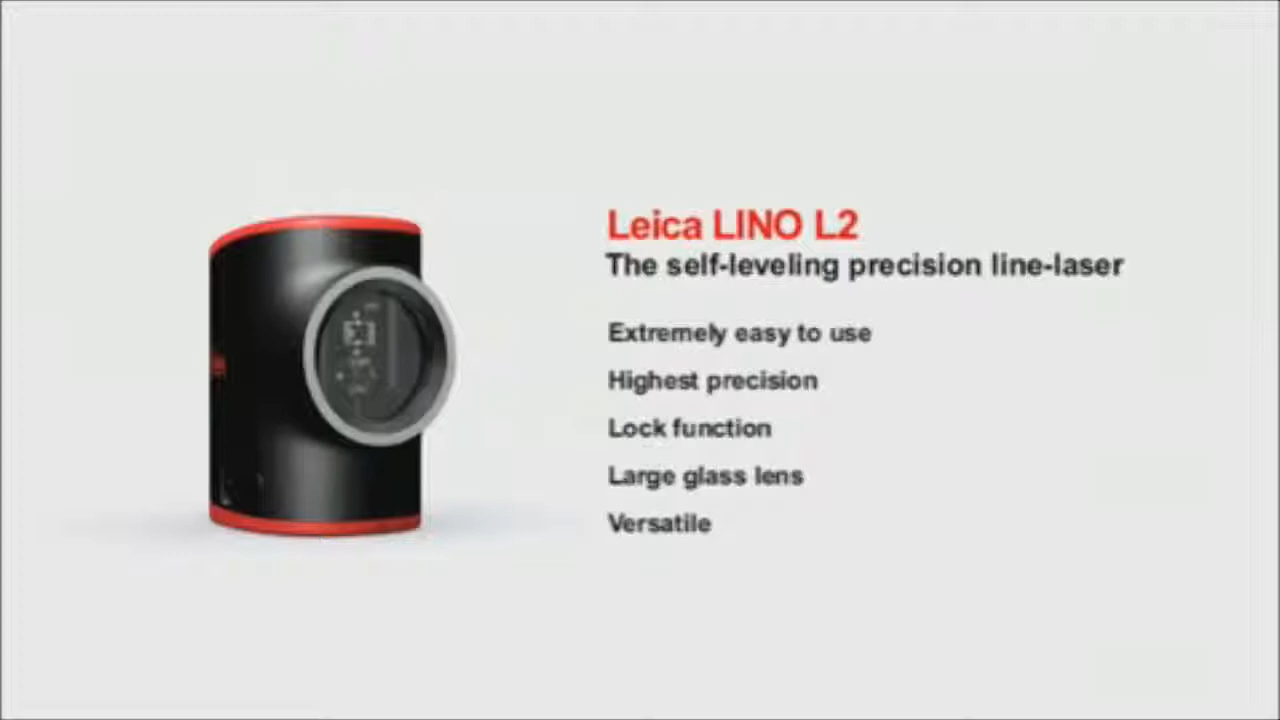 Leica LINO L2
The self-leveling precision line-laser
Extremely easy to use
Highest precision
Lock function
Large glass lens
Versatile